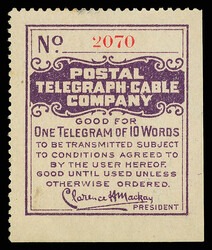 No. 2070
POSTAL
TELEGRAPH-CABLE
COMPANY
GOOD FOR
ONE TELEGRAM OF 10 WORDS
TO BE TRANSMITTED SUBJECT
TO CONDITIONS AGREED TO
BY THE USER HEREOF.
GOOD UNTIL USED UNLESS
OTHERWISE ORDERED.
Clarence H Mackay
PRESIDENT